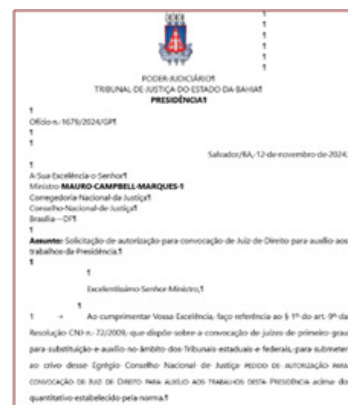 PODER·JUDICIÁRIO¶
TRIBUNAL·DE·JUSTIÇA·DO·ESTADO·DA·BAHIA¶
PRESIDÊNCIA¶
¶
Ofício·n.·1679/2024/GP¶
¶
¶
Salvador/BA,·12·de·novembro·de·2024.
¶
A·Sua·Excelência·o·Senhor¶
Ministro·MAURO·CAMPBELL·MARQUES·¶
Corregedoria·Nacional·da·Justiça¶
Conselho·Nacional·de·Justiça¶
Brasília·–·DF¶
¶
Assunto:·Solicitação·de·autorização·para·convocação·de·Juiz·de·Direito·para·auxílio·aos·
trabalhos·da·Presidência.¶
¶
¶
Excelentíssimo·Senhor·Ministro,¶
¶
1 → Ao·cumprimentar·Vossa·Excelência,·faço·referência·ao·§·1º·do·art.·9º·da·
Resolução·CNJ·n.·72/2009,·que·dispõe·sobre·a·convocação·de·juízes·de·primeiro·grau·
para·substituição·e·auxílio·no·âmbito·dos·Tribunais·estaduais·e·federais,·para·submeter·
ao·crivo·desse·Egrégio·Conselho·Nacional·de·Justiça·PEDIDO·DE·AUTORIZAÇÃO·PARA·
CONVOCAÇÃO·DE·JUIZ·DE·DIREITO·PARA·AUXÍLIO·AOS·TRABALHOS·DESTA·PRESIDÊNCIA·acima·do·
quantitativo·estabelecido·pela·norma.¶